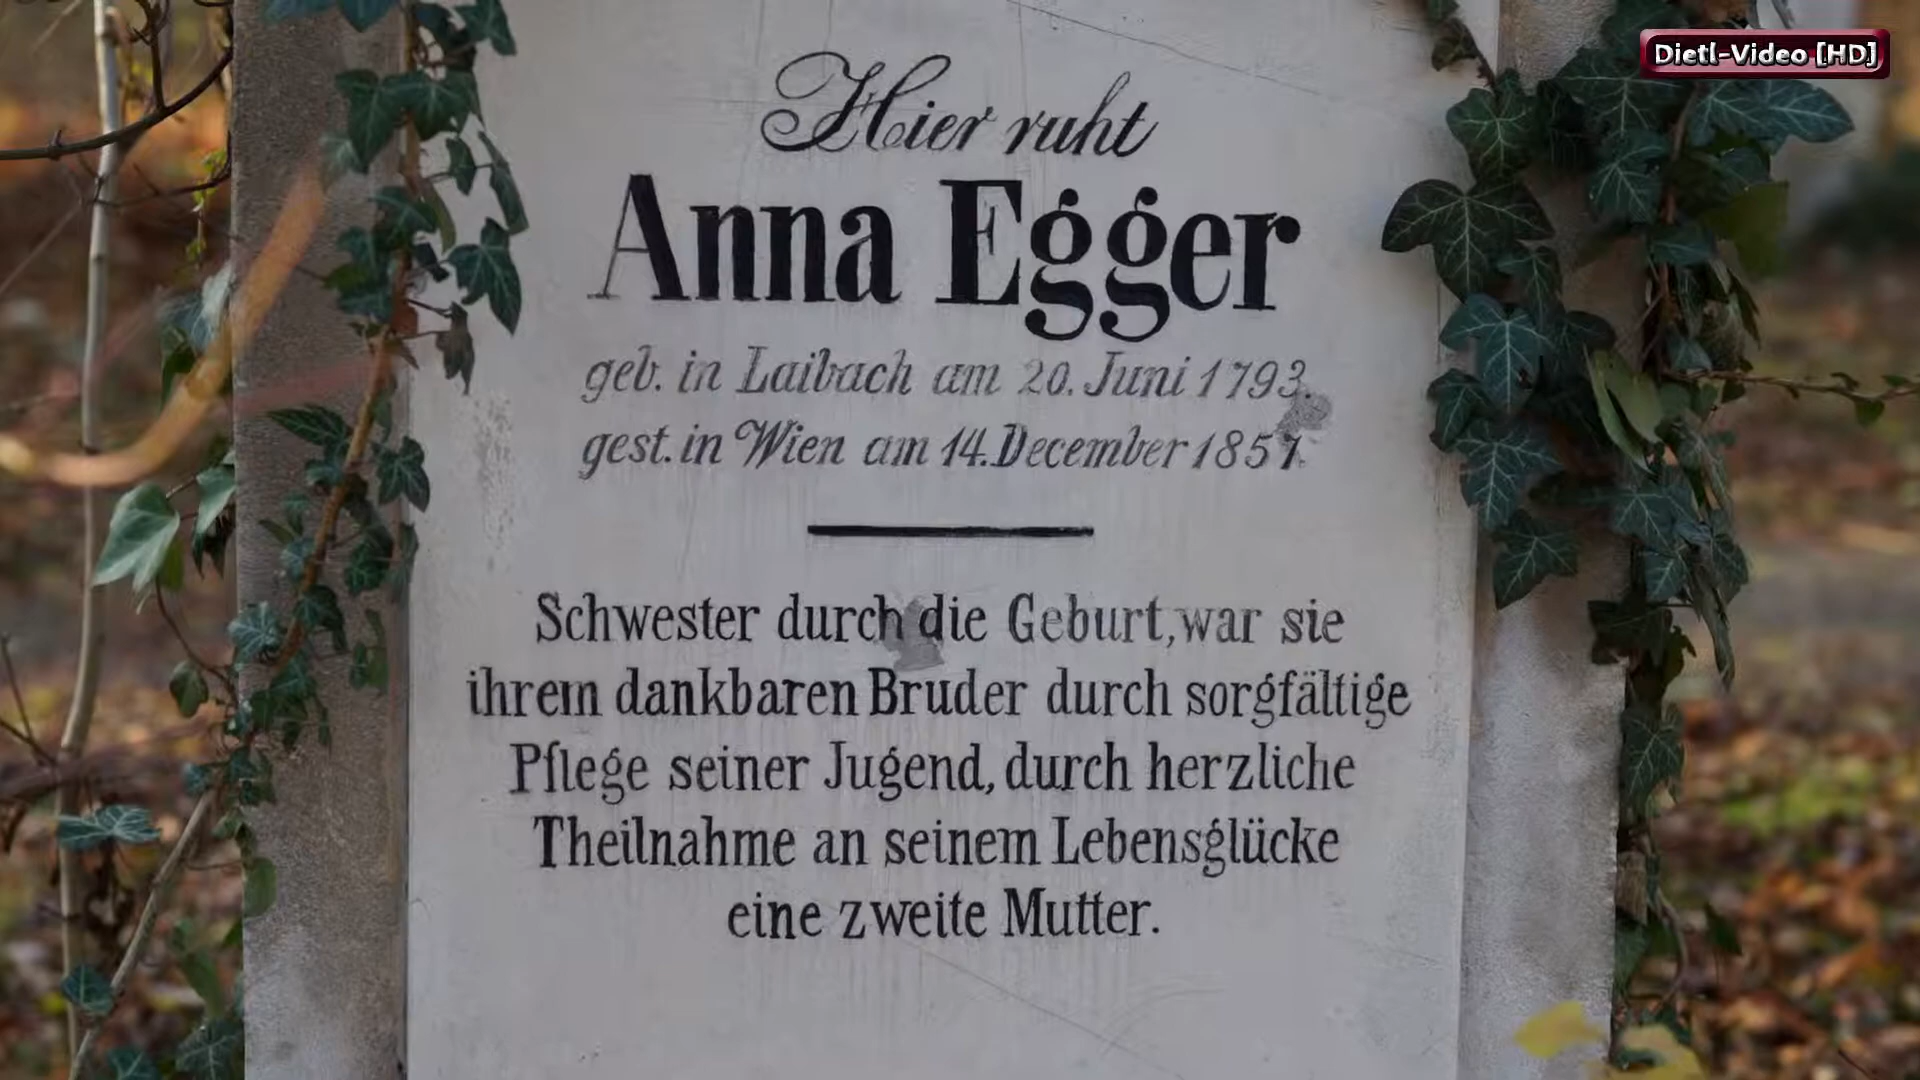 Dietl-Video [HD]
Hier ruht
Anna Egger
geb. in Laibach am 20. Juni 1793.
gest. in Wien am 14. December 1851.
Schwester durch die Geburt, war sie
ihrem dankbaren Bruder durch sorgfältige
Pflege seiner Jugend, durch herzliche
Theilnahme an seinem Lebensglücke
eine zweite Mutter.